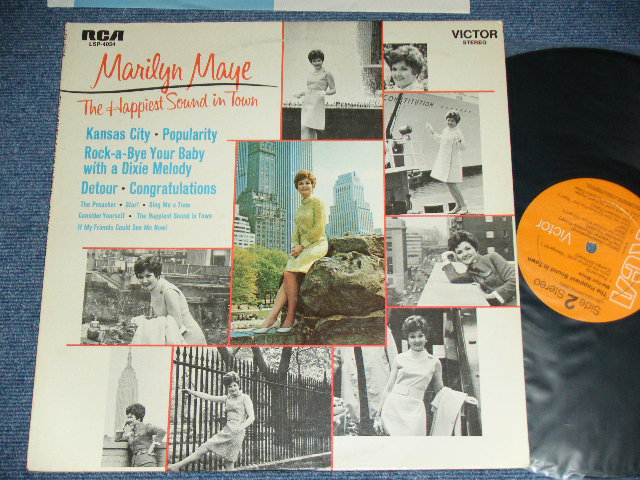 RCA
LSP-4054
VICTOR
STEREO
Marilyn Maye
The Happiest Sound in Town
Kansas City • Popularity
Rock-a-Bye Your Baby
with a Dixie Melody
Detour • Congratulations
The Preacher • Star! • Sing Me a Tune
Consider Yourself • The Happiest Sound in Town
If My Friends Could See Me Now!
CONSTITUTION
RCA
Victor
Side 2 Stereo
The Happiest Sound in Town
Marilyn Maye